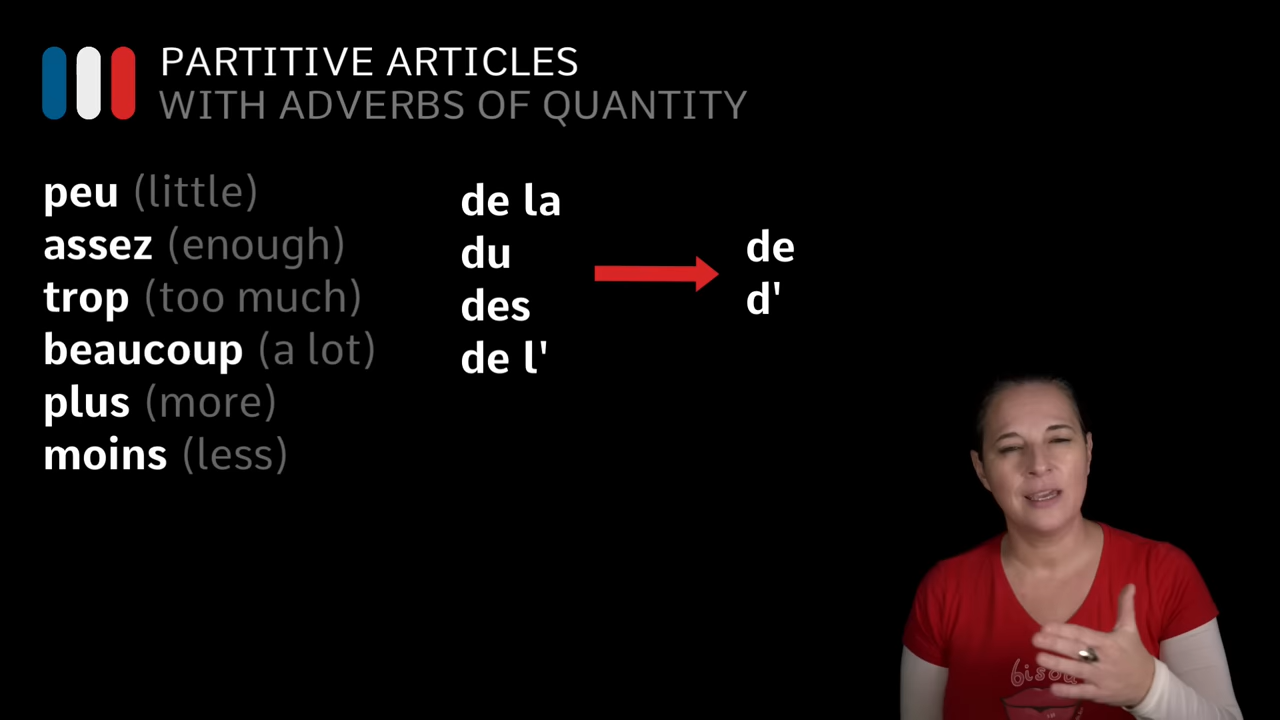 PARTITIVE ARTICLES
WITH ADVERBS OF QUANTITY
peu (little)
assez (enough)
trop (too much)
beaucoup (a lot)
plus (more)
moins (less)
de la
du
des
de l'
de
d'